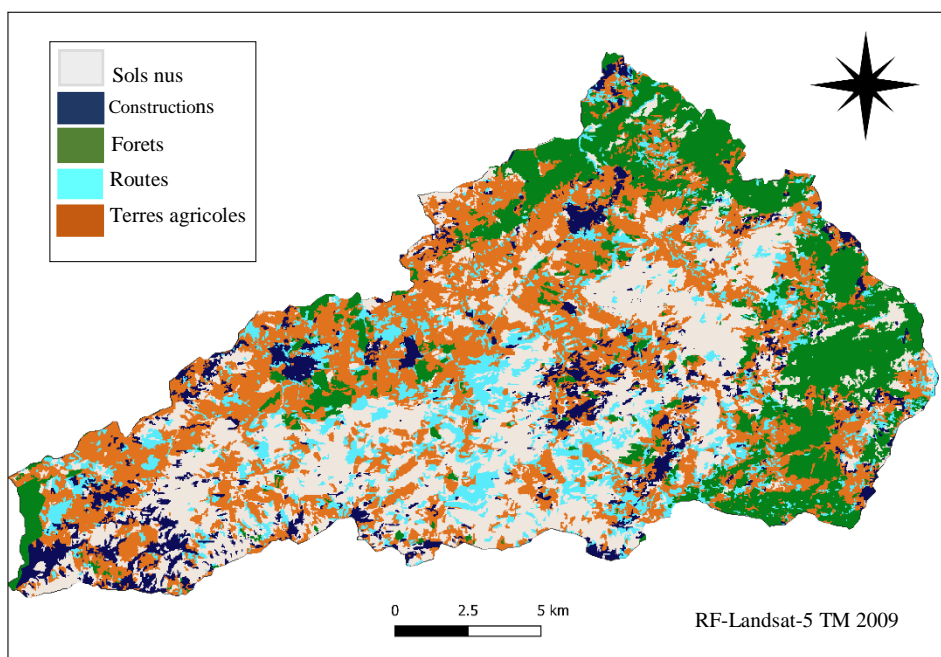 Sols nus
Constructions
Forets
Routes
Terres agricoles
0 2.5 5 km
RF-Landsat-5 TM 2009